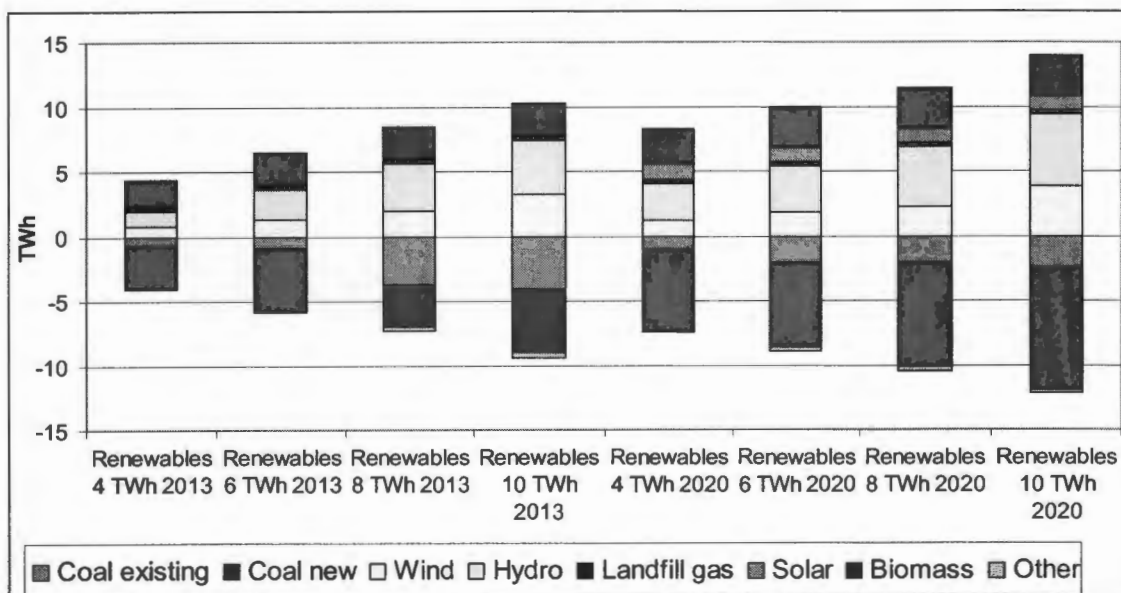 15
10
5
0
-5
-10
-15
TWh
Renewables Renewables Renewables Renewables Renewables Renewables Renewables Renewables
4 TWh 2013 6 TWh 2013 8 TWh 2013 10 TWh 4 TWh 2020 6 TWh 2020 8 TWh 2020 10 TWh
2013 2020
Coal existing Coal new Wind Hydro Landfill gas Solar Biomass Other